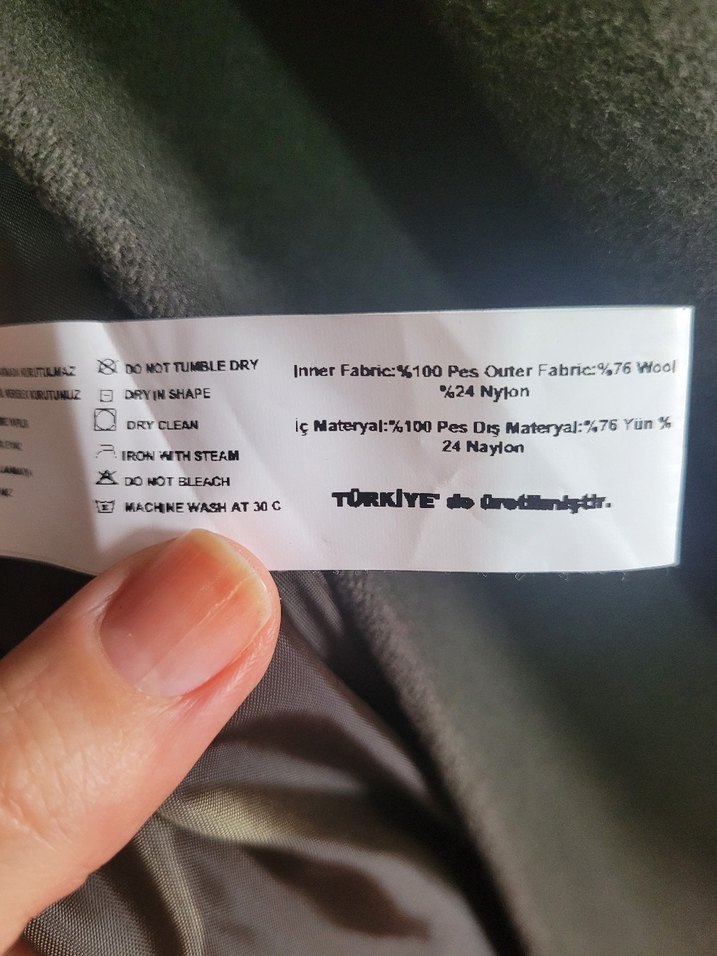 KURUTULMAZ
DO NOT TUMBLE DRY
DRY IN SHAPE
DRY CLEAN
IRON WITH STEAM
DO NOT BLEACH
MACHINE WASH AT 30 C
Inner Fabric:%100 Pes Outer Fabric:%76 Wool
%24 Nylon
İç Materyal:%100 Pes Dış Materyal:%76 Yün %
24 Naylon
TÜRKİYE' de üretilmiştir.